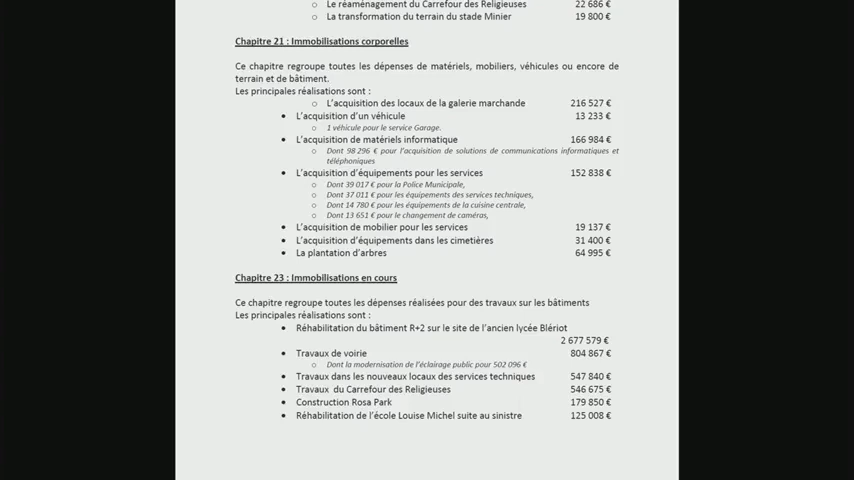 ○ Le réaménagement du Carrefour des Religieuses 22 686 €
○ La transformation du terrain du stade Minier 19 800 €
Chapitre 21 : Immobilisations corporelles
Ce chapitre regroupe toutes les dépenses de matériels, mobiliers, véhicules ou encore de
terrain et de bâtiment.
Les principales réalisations sont :
○ L'acquisition des locaux de la galerie marchande 216 527 €
• L'acquisition d'un véhicule 13 233 €
○ 1 véhicule pour le service Garage.
• L'acquisition de matériels informatique 166 984 €
○ Dont 98 296 € pour l'acquisition de solutions de communications informatiques et
téléphoniques
• L'acquisition d'équipements pour les services 152 838 €
○ Dont 39 017 € pour la Police Municipale,
○ Dont 37 011 € pour les équipements des services techniques,
○ Dont 14 780 € pour les équipements de la cuisine centrale,
○ Dont 13 651 € pour le changement de caméras,
• L'acquisition de mobilier pour les services 19 137 €
• L'acquisition d'équipements dans les cimetières 31 400 €
• La plantation d'arbres 64 995 €
Chapitre 23 : Immobilisations en cours
Ce chapitre regroupe toutes les dépenses réalisées pour des travaux sur les bâtiments
Les principales réalisations sont :
• Réhabilitation du bâtiment R+2 sur le site de l'ancien lycée Blériot
2 677 579 €
• Travaux de voirie 804 867 €
○ Dont la modernisation de l'éclairage public pour 502 096 €
• Travaux dans les nouveaux locaux des services techniques 547 840 €
• Travaux du Carrefour des Religieuses 546 675 €
• Construction Rosa Park 179 850 €
• Réhabilitation de l'école Louise Michel suite au sinistre 125 008 €